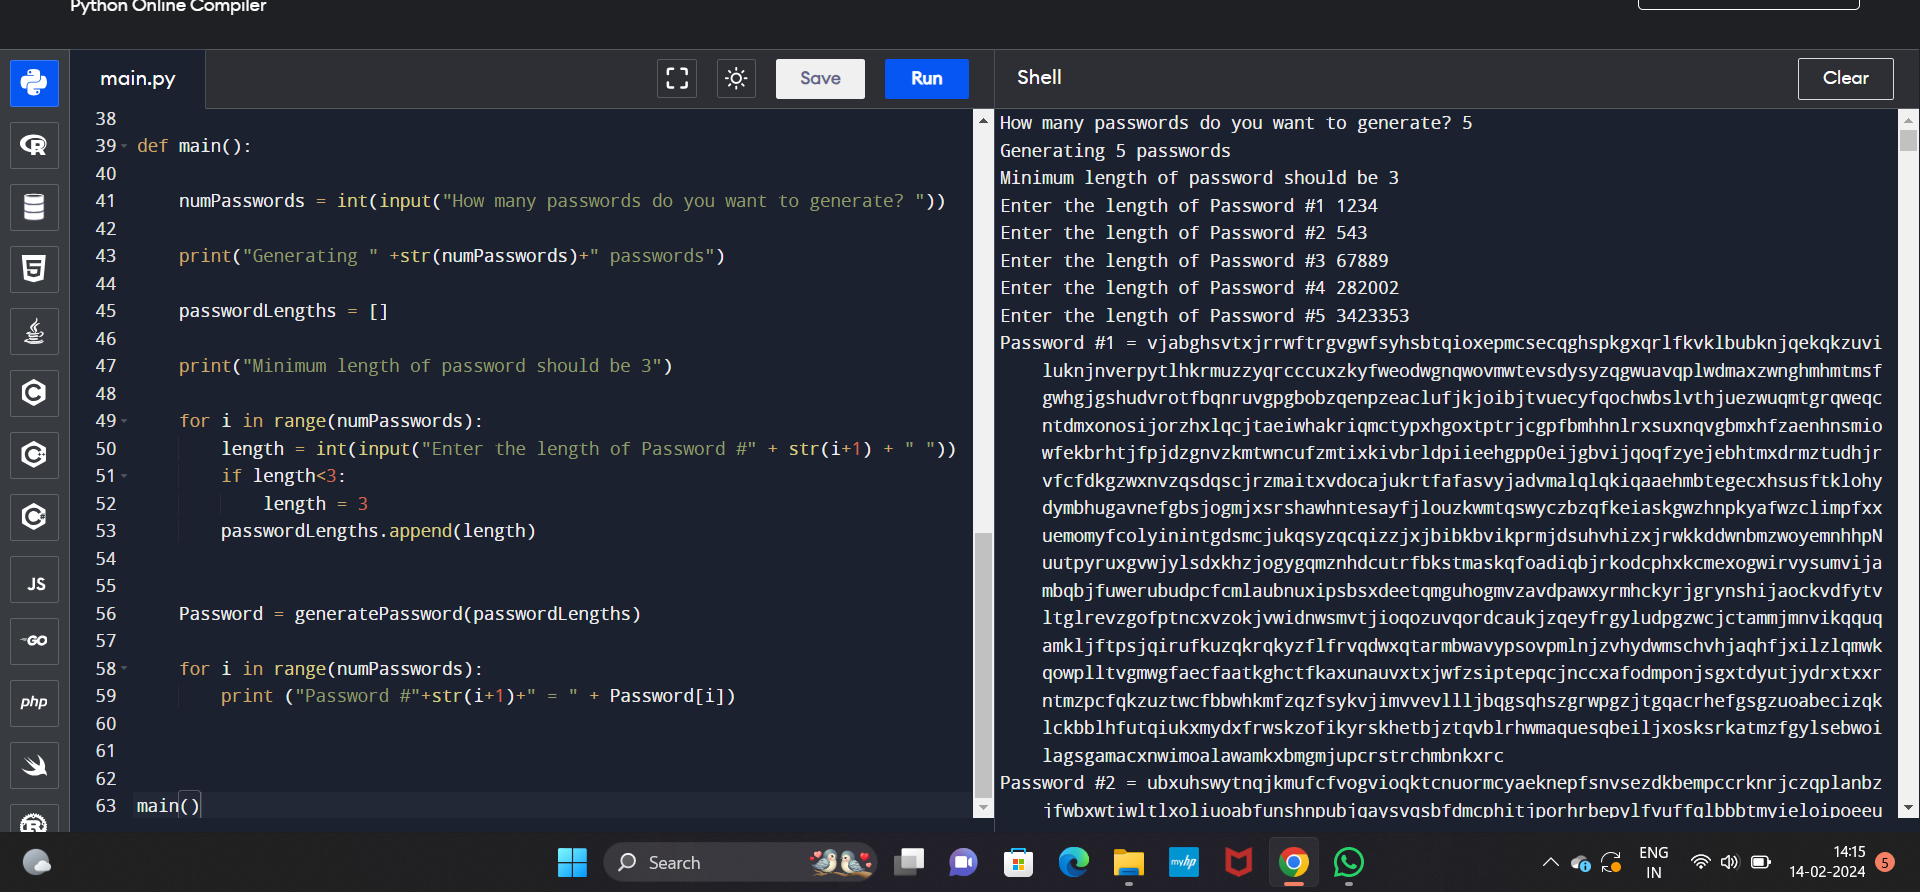 Python Online Compiler
main.py
Save
Run
Shell
Clear
38
39 def main():
40
41 numPasswords = int(input("How many passwords do you want to generate? "))
42
43 print("Generating " +str(numPasswords)+" passwords")
44
45 passwordLengths = []
46
47 print("Minimum length of password should be 3")
48
49 for i in range(numPasswords):
50 length = int(input("Enter the length of Password #" + str(i+1) + " "))
51 if length<3:
52 length = 3
53 passwordLengths.append(length)
54
55
56 Password = generatePassword(passwordLengths)
57
58 for i in range(numPasswords):
59 print ("Password #"+str(i+1)+" = " + Password[i])
60
61
62
63 main()
How many passwords do you want to generate? 5
Generating 5 passwords
Minimum length of password should be 3
Enter the length of Password #1 1234
Enter the length of Password #2 543
Enter the length of Password #3 67889
Enter the length of Password #4 282002
Enter the length of Password #5 3423353
Password #1 = vjabghsvtxjrrwftrgvgwfsyhsbtqioxepmcsecqghspkgxqrlfkvklbubknjqekqkzuvi
luknjnverpytlhkrmuzzyqrcccuxzkyfweodwgnqwovmwtevsdysyzqgwuavqplwdmaxzwnghmhmtmsf
gwhgjgshudvrotfbqnruvgpgbobzqenpzeaclufjkjoibjtvuecyfqochwbslvthjuezwuqmtgrqweqc
ntdmxonosijorzhxlqcjtaeiwhakriqmctypxhgoxtptrjcgpfbmhhnlrxsuxnqvgbmxhfzaenhnsmio
wfekbrhtjfpjdzgnvzkmtwncufzmtixkivbrldpiieehgpp0eijgbvijqoqfzyejebhtmxdrmztudhjr
vfcfdkgzwxnvzqsdqscjrzmaitxvdocajukrtfafasvyjadvmalqlqkiqaaehmbtegecxhsusftklohy
dymbhugavnefgbsjogmjxsrshawhntesayfjlouzkwmtqswyczbzqfkeiaskgwzhnpkyafwzclimpfxx
uemomyfcolyinintgdsmcjukqsyzqcqizzjxjbibkbvikprmjdsuhvhizxjrwkkddwnbmzwoyemnhhpN
uutpyruxgvwjylsdxkhzjogygqmznhdcutrfbkstmaskqfoadiqbjrkodcphxkcmexogwirvysumvija
mbqbjfuwerubudpcfcmlaubnuxipsbsxdeetqmguhogmvzavdpawxyrmhckyrjgrynshijaockvdfytv
ltglrevzgofptncxvzokjvwidnwsmvtjioqozuvqordcaukjzqeyfrgyludpgzwcjctammjmnvikqquq
amkljftpsjqirufkuzqkrqkyzflfrvqdwxqtarmbwavypsovpmlnjzvhydwmschvhjaqhfjxilzlqmwk
qowplltvgmwgfaecfaatkghctfkaxunauvxtxjwfzsiptepqcjnccxafodmponjsgxtdyutjydrxtxxr
ntmzpcfqkzuztwcfbbwhkmfzqzfsykvjimvvevllljbqgsqhszgrwpgzjtgqacrhefgsgzuoabecizqk
lckbblhfutqiukxmydxfrwskzofikyrskhetbjztqvblrhwmaquesqbeiljxosksrkatmzfgylsebwoi
lagsgamacxnwimoalawamkxbmgmjupcrstrchmbnkxrc
Password #2 = ubxuhswytnqjkmufcfvogvioqktcnuormcyaeknepfsnvsezdkbempccrknrjczqplanbz
jfwbxwtiwltlxoliuoabfunshnpubjqaysvqsbfdmcphitjporhrbepylfvuffqlbbbtmyieloipoeeu
JS
GO
php
Search
myhp
ENG
IN
14:15
14-02-2024
5